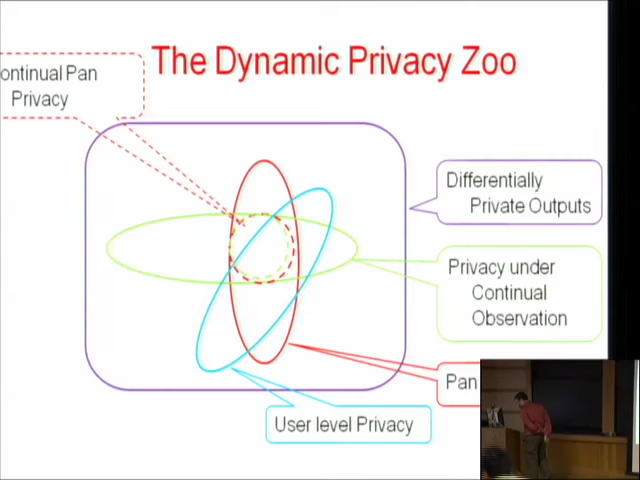 The Dynamic Privacy Zoo
ontinual Pan
Privacy
Differentially
Private Outputs
Privacy under
Continual
Observation
Pan
User level Privacy